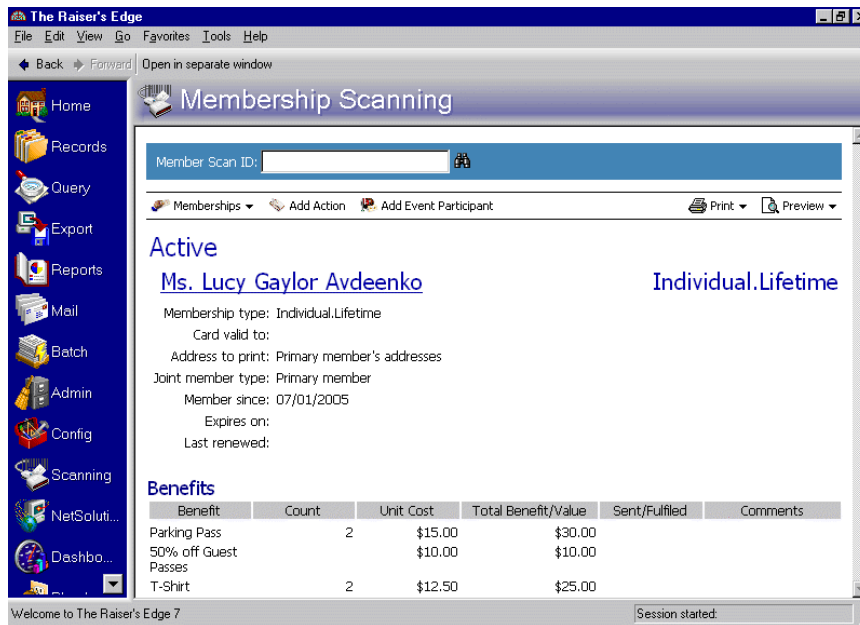 The Raiser's Edge
File Edit View Go Favorites Tools Help
Back Forward Open in separate window
Membership Scanning
Home
Records
Query
Export
Reports
Mail
Batch
Admin
Config
Scanning
NetSoluti...
Dashbo...
Member Scan ID:
Memberships Add Action Add Event Participant Print Preview
Active
Ms. Lucy Gaylor Avdeenko Individual.Lifetime
Membership type: Individual.Lifetime
Card valid to:
Address to print: Primary member's addresses
Joint member type: Primary member
Member since: 07/01/2005
Expires on:
Last renewed:
Benefits
Benefit Count Unit Cost Total Benefit/Value Sent/Fulfiled Comments
Parking Pass 2 $15.00 $30.00
50% off Guest $10.00 $10.00
Passes
T-Shirt 2 $12.50 $25.00
Welcome to The Raiser's Edge 7 Session started: